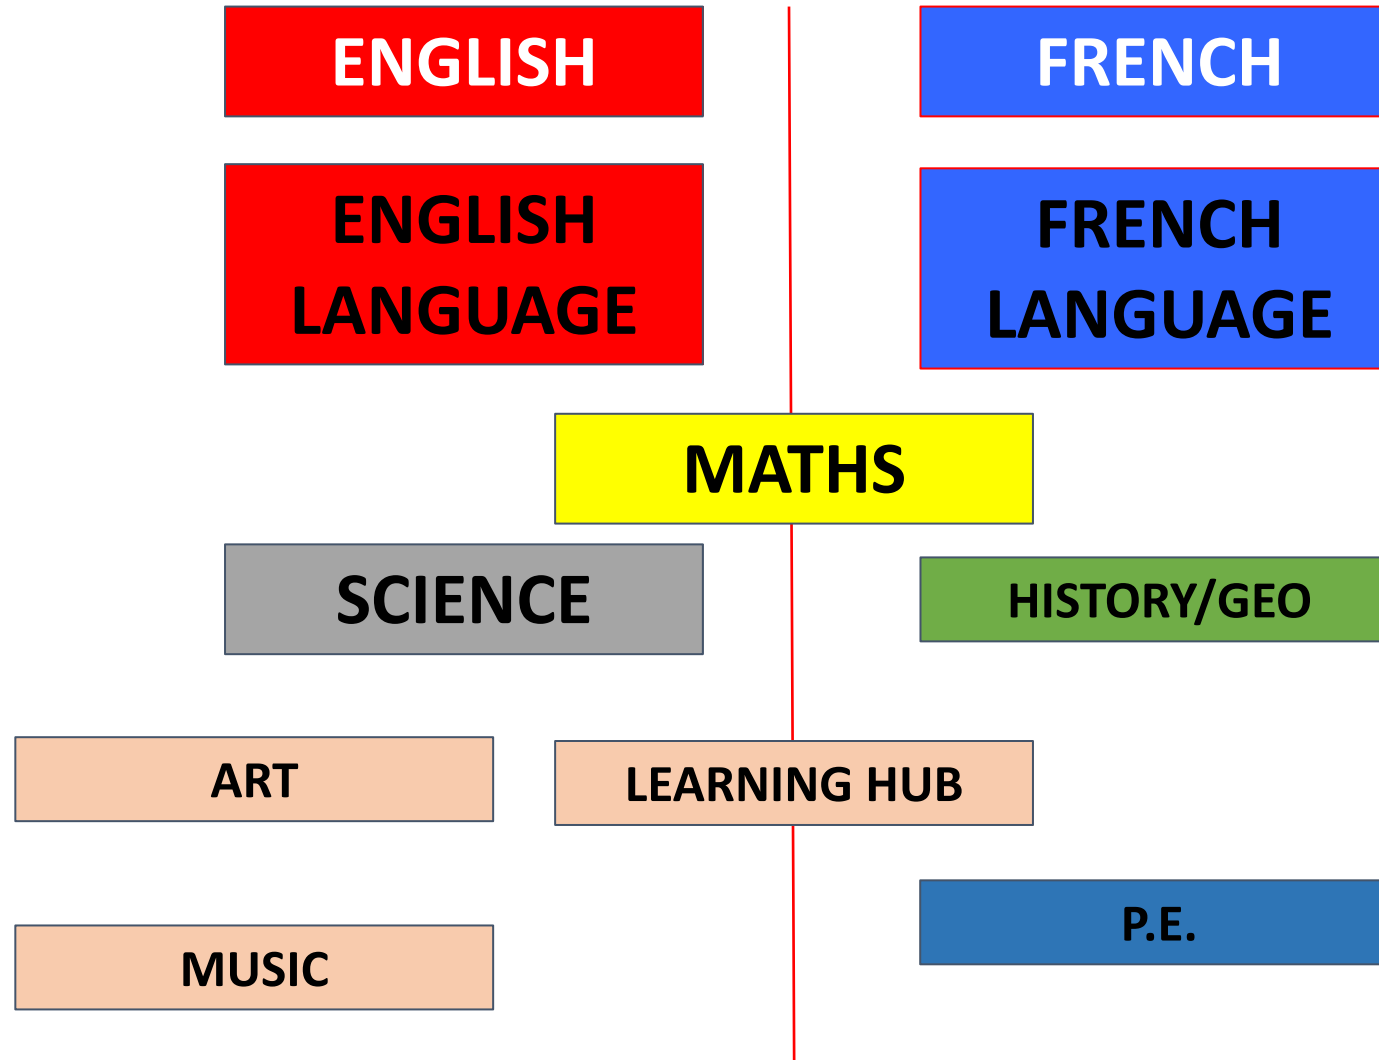 ENGLISH
FRENCH
ENGLISH
LANGUAGE
FRENCH
LANGUAGE
MATHS
SCIENCE
HISTORY/GEO
ART
LEARNING HUB
P.E.
MUSIC